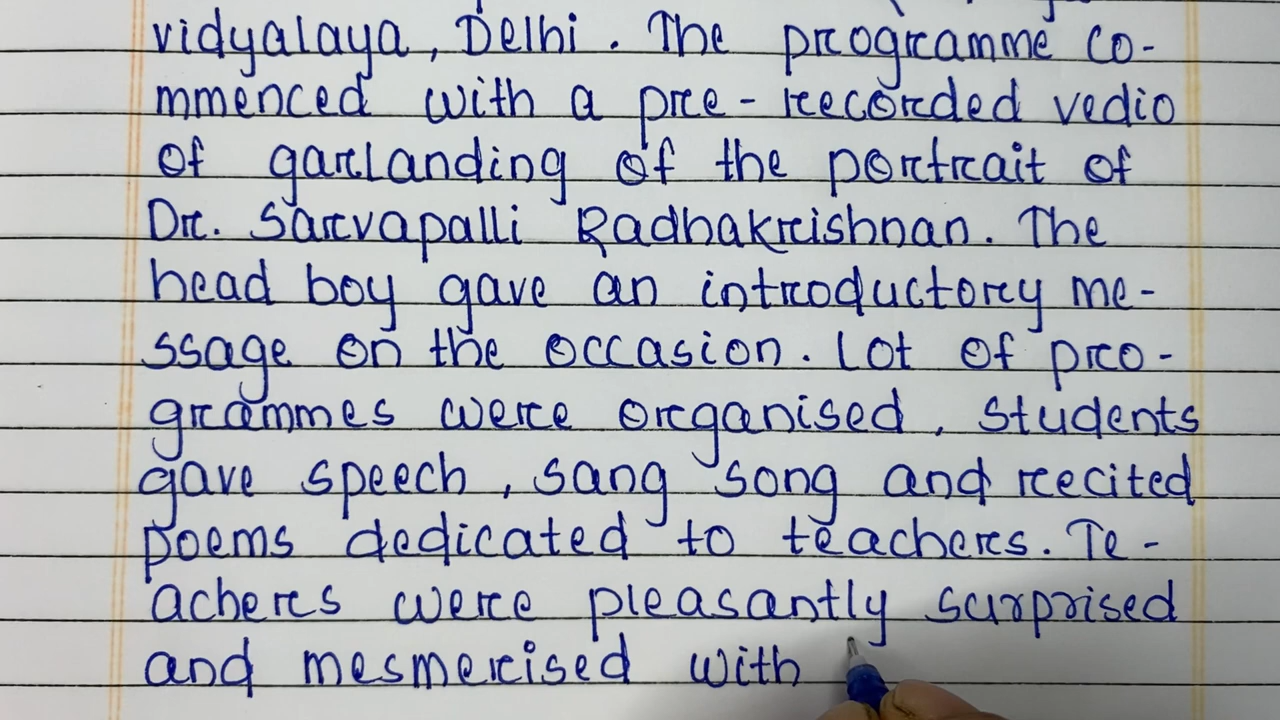 vidyalaya, Delhi. The programme co-
mmenced with a pre-recorded vedio
of garlanding of the portrait of
Dr. Sarvapalli Radhakrishnan. The
head boy gave an introductory me-
ssage on the occasion. Lot of pro-
grammes were organised, students
gave speech, sang song and recited
poems dedicated to teachers. Te-
achers were pleasantly surprised
and mesmerised with